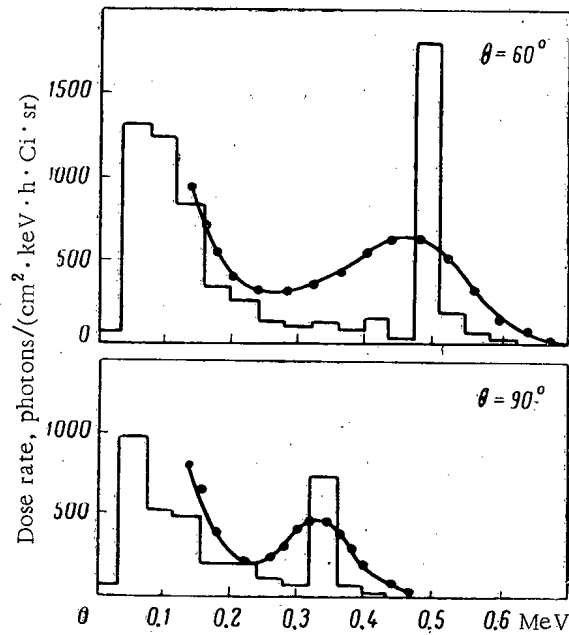 Dose rate, photons/(cm²·keV·h·Ci·sr)
θ = 60°
1500
1000
500
0
θ = 90°
1000
500
0 0.1 0.2 0.3 0.4 0.5 0.6 MeV